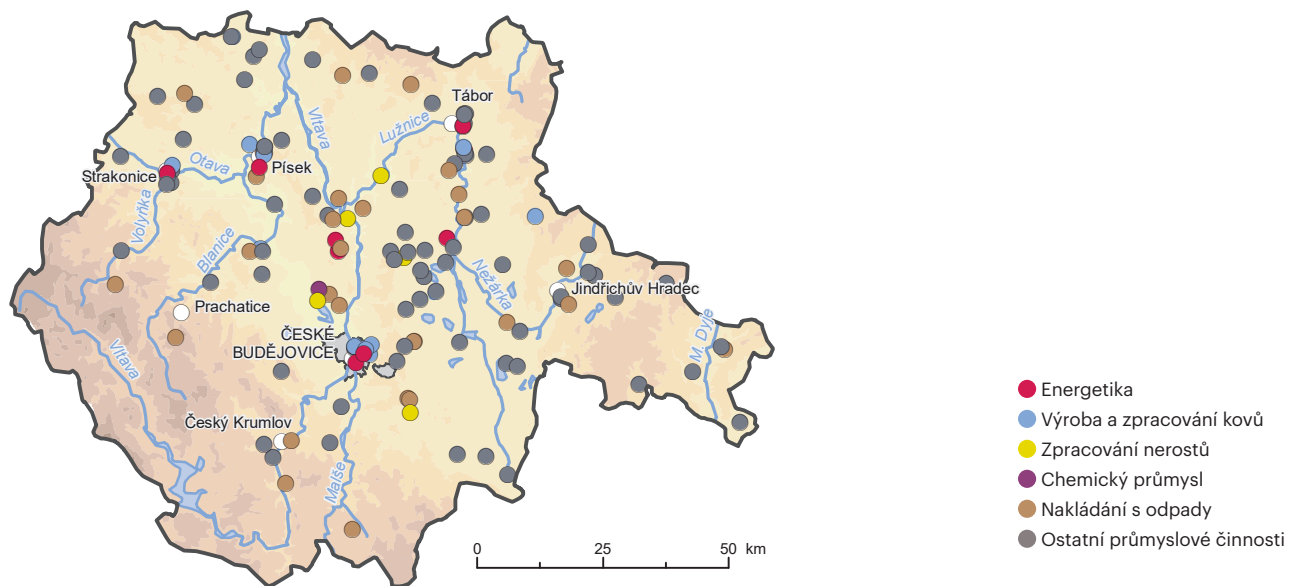 Tábor
Vltava
Lužnice
Otava
Písek
Strakonice
Volyňka
Blanice
Nežárka
Jindřichův Hradec
Prachatice
ČESKÉ
BUDĚJOVICE
M. Dyje
Vltava
Český Krumlov
Malše
0 25 50 km
Energetika
Výroba a zpracování kovů
Zpracování nerostů
Chemický průmysl
Nakládání s odpady
Ostatní průmyslové činnosti